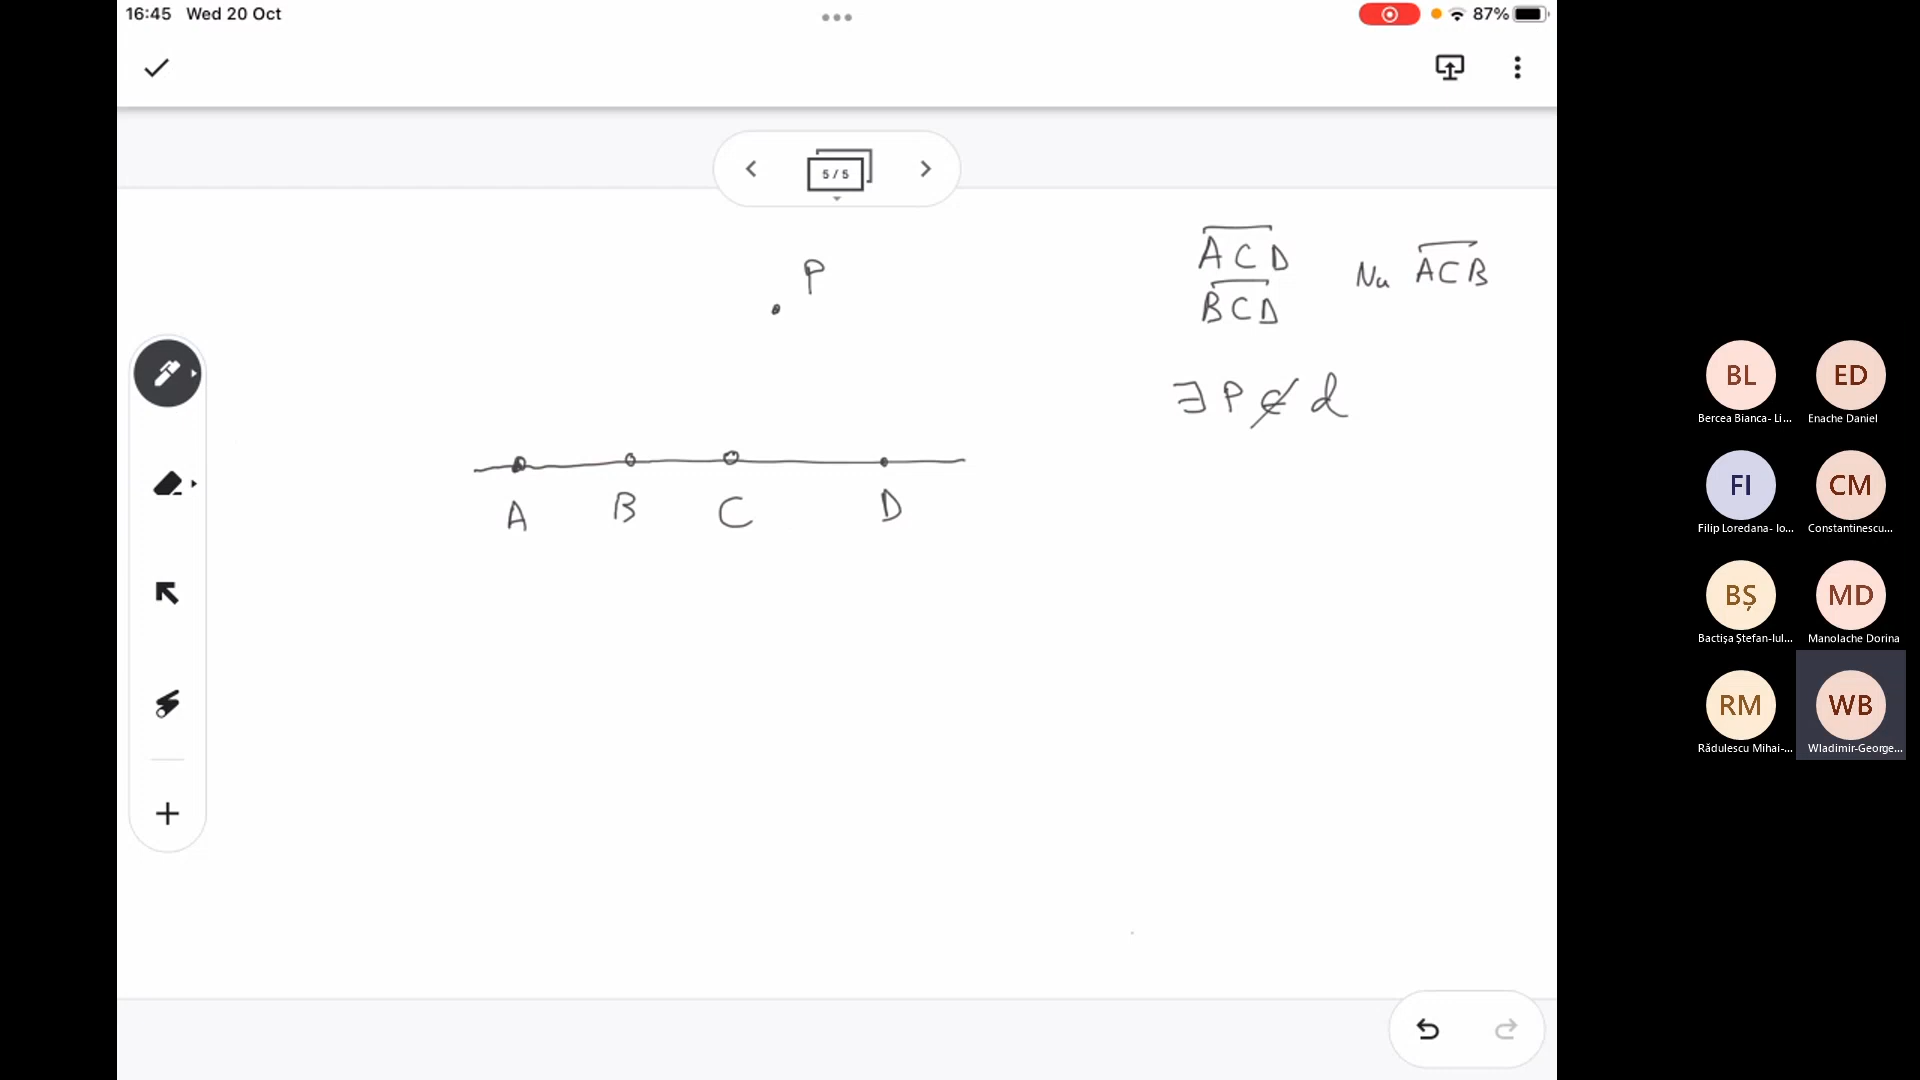 16:45 Wed 20 Oct
87%
5 / 5
P
ACD
Nu ACB
BCD
∃ P ∉ d
A B C D
BL
ED
Bercea Bianca- Li...
Enache Daniel
FI
CM
Filip Loredana- Io...
Constantinescu...
BȘ
MD
Bactișa Ștefan-Iul...
Manolache Dorina
RM
WB
Rădulescu Mihai-...
Wladimir-George...